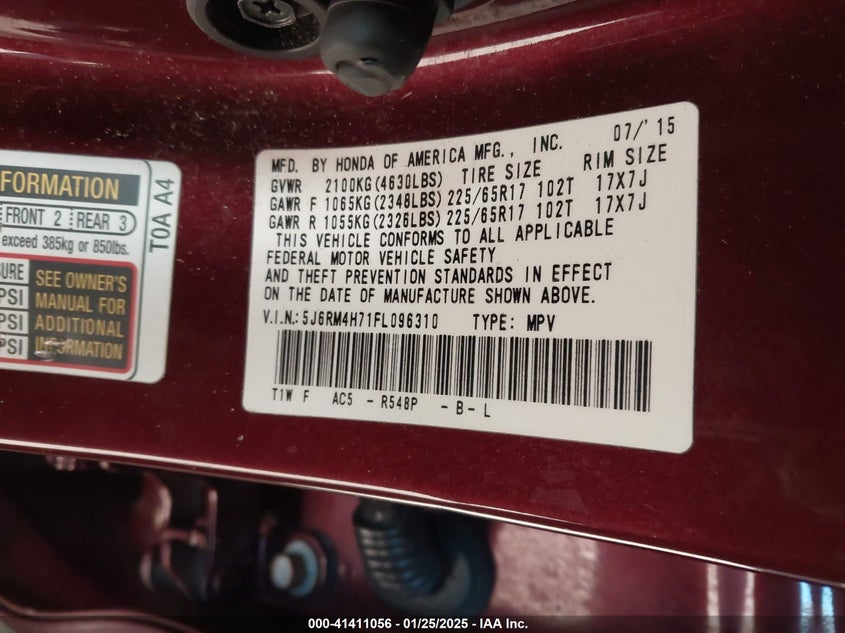 07/'15
MFD. BY HONDA OF AMERICA MFG., INC.
GVWR 2100KG(4630LBS) TIRE SIZE RIM SIZE
GAWR F 1065KG(2348LBS) 225/65R17 102T 17X7J
GAWR R 1055KG(2326LBS) 225/65R17 102T 17X7J
THIS VEHICLE CONFORMS TO ALL APPLICABLE
FEDERAL MOTOR VEHICLE SAFETY
AND THEFT PREVENTION STANDARDS IN EFFECT
ON THE DATE OF MANUFACTURE SHOWN ABOVE.
V.I.N.:5J6RM4H71FL096310 TYPE: MPV
T1W F AC5 - R548P - B - L
FORMATION
FRONT 2 REAR 3
exceed 385kg or 850lbs.
T0A A4
URE
PSI
PSI
PSI
SEE OWNER'S
MANUAL FOR
ADDITIONAL
INFORMATION
000-41411056 - 01/25/2025 - IAA Inc.